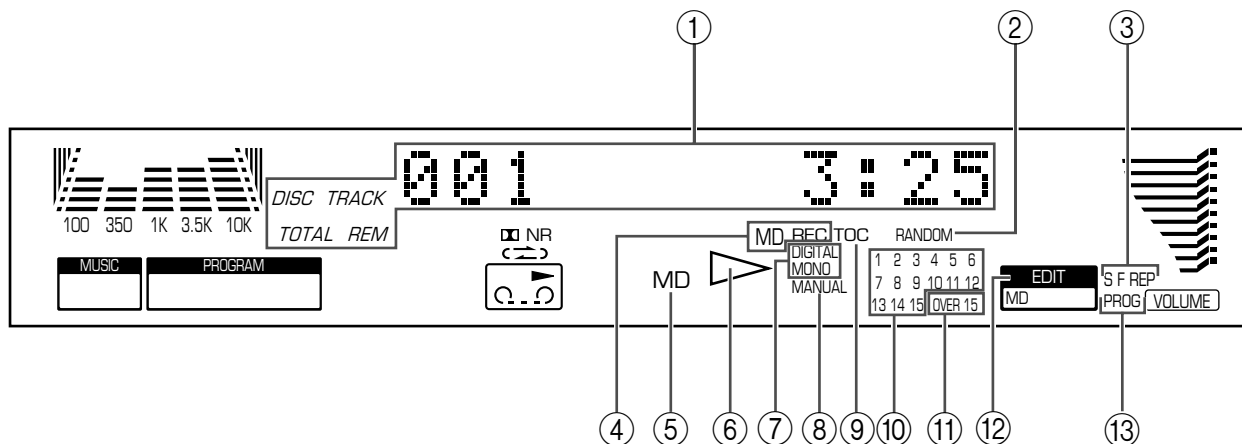 ① ② ③
001 3:25
DISC TRACK
TOTAL REM
100 350 1K 3.5K 10K
NR
MD REC TOC RANDOM
DIGITAL
MONO
MANUAL
MD
1 2 3 4 5 6
7 8 9 10 11 12
13 14 15 OVER 15
MUSIC PROGRAM
EDIT
MD
S F REP
PROG VOLUME
④ ⑤ ⑥ ⑦ ⑧ ⑨ ⑩ ⑪ ⑫ ⑬